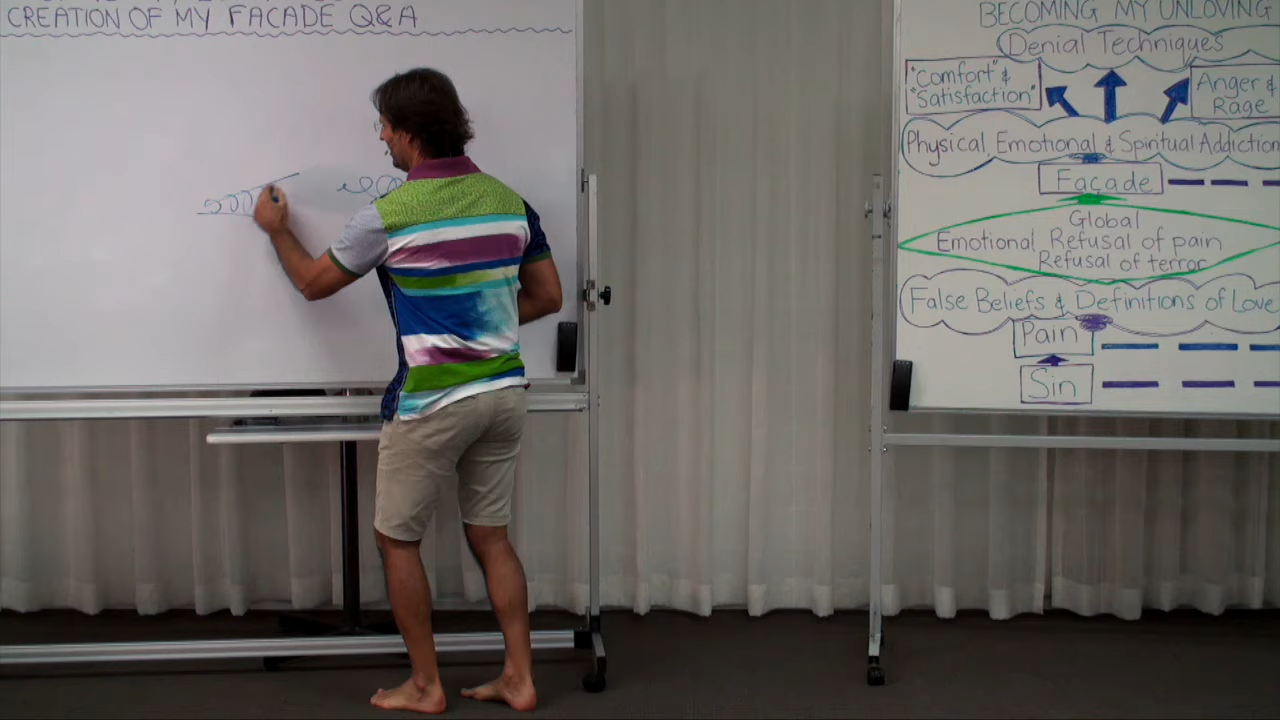 CREATION OF MY FACADE Q&A
BECOMING MY UNLOVING
Denial Techniques
"Comfort" &
"Satisfaction"
Anger &
Rage
Physical, Emotional & Spiritual Addiction
Façade
Global
Emotional Refusal of pain
Refusal of terror
False Beliefs & Definitions of Love
Pain
Sin